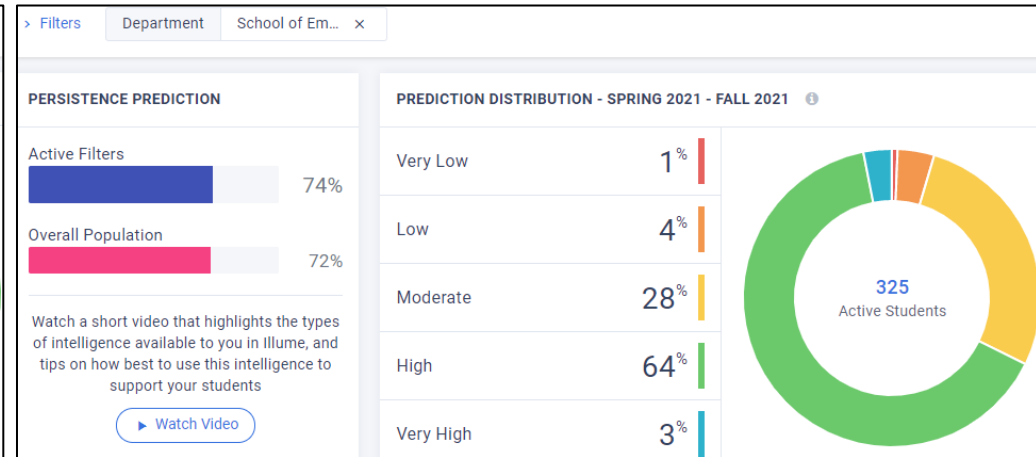 > Filters Department School of Em... ×
PERSISTENCE PREDICTION
Active Filters
74%
Overall Population
72%
Watch a short video that highlights the types
of intelligence available to you in Illume, and
tips on how best to use this intelligence to
support your students
Watch Video
PREDICTION DISTRIBUTION - SPRING 2021 - FALL 2021
Very Low 1%
Low 4%
Moderate 28%
High 64%
Very High 3%
325
Active Students